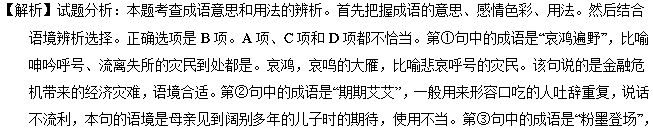 【解析】试题分析：本题考查成语意思和用法的辨析。首先把握成语的意思、感情色彩、用法。然后结合
语境辨析选择。正确选项是 B 项。A 项、C 项和 D 项都不恰当。第①句中的成语是“哀鸿遍野”，比喻
呻吟呼号、流离失所的灾民到处都是。哀鸿，哀鸣的大雁，比喻悲哀呼号的灾民。该句说的是金融危
机带来的经济灾难，语境合适。第②句中的成语是“期期艾艾”，一般用来形容口吃的人吐辞重复，说话
不流利，本句的语境是母亲见到阔别多年的儿子时的期待，使用不当。第③句中的成语是“粉墨登场”，